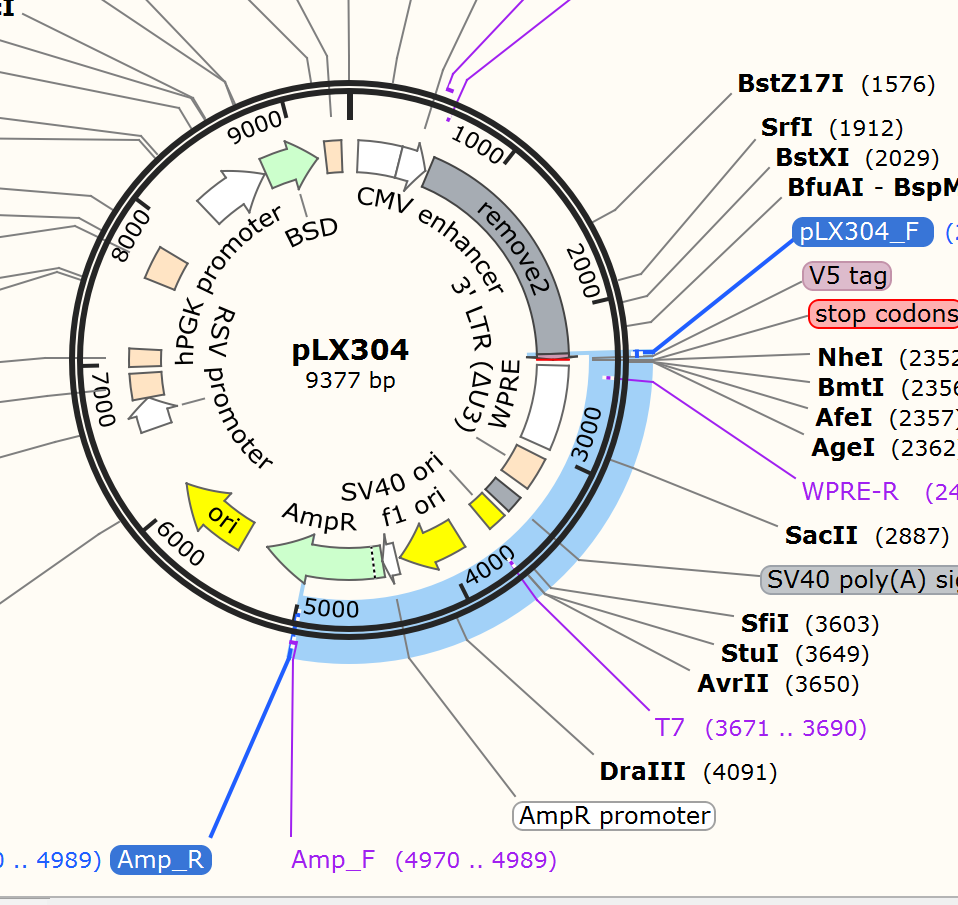 BstZ17I (1576)
SrfI (1912)
BstXI (2029)
BfuAI - BspM
pLX304_F (2
V5 tag
stop codons
NheI (2352
BmtI (2356
AfeI (2357)
AgeI (2362
WPRE-R (24
SacII (2887)
SV40 poly(A) si
SfiI (3603)
StuI (3649)
AvrII (3650)
T7 (3671 .. 3690)
DraIII (4091)
AmpR promoter
Amp_F (4970 .. 4989)
0 .. 4989) Amp_R
pLX304
9377 bp
1000
2000
3000
4000
5000
6000
7000
8000
9000
CMV enhancer
remove2
3' LTR (ΔU3)
WPRE
SV40 ori
f1 ori
AmpR
ori
RSV promoter
hPGK promoter
BSD